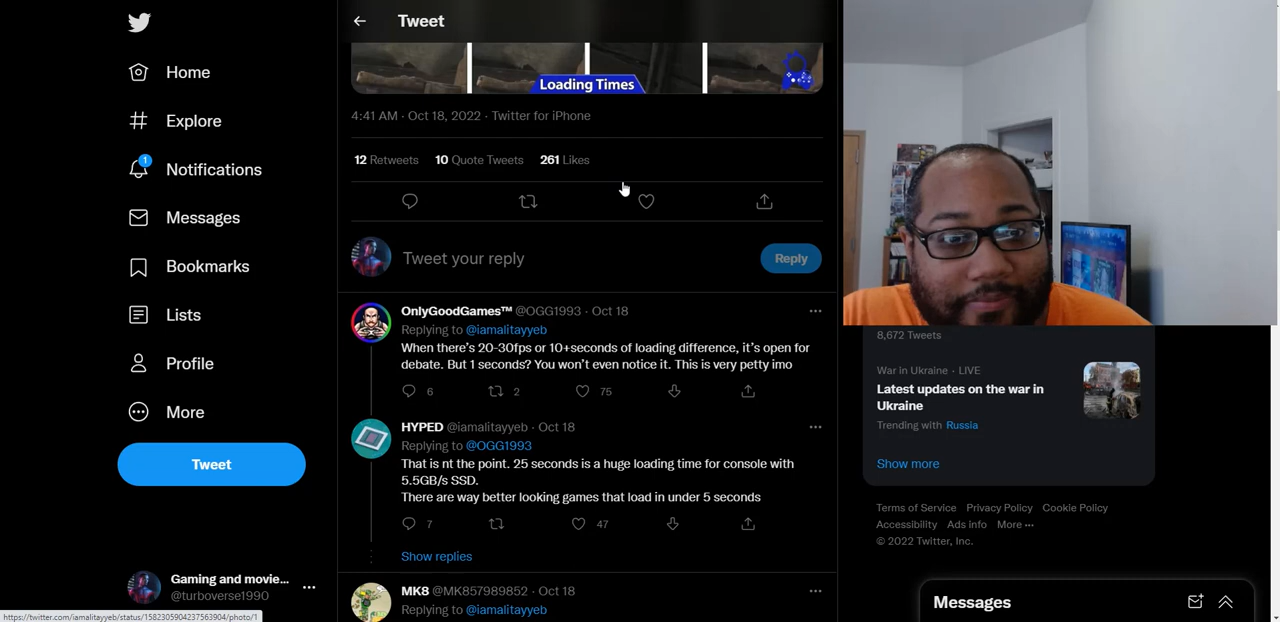 Home
Explore
1
Notifications
Messages
Bookmarks
Lists
Profile
More
Tweet
Gaming and movie...
@turboverse1990
https://twitter.com/iamalitayyeb/status/1582305904237563904/photo/1
Tweet
Loading Times
4:41 AM · Oct 18, 2022 · Twitter for iPhone
12 Retweets 10 Quote Tweets 261 Likes
Tweet your reply
Reply
OnlyGoodGames™ @OGG1993 · Oct 18
Replying to @iamalitayyeb
When there's 20-30fps or 10+seconds of loading difference, it's open for
debate. But 1 seconds? You won't even notice it. This is very petty imo
6 2 75
HYPED @iamalitayyeb · Oct 18
Replying to @OGG1993
That is nt the point. 25 seconds is a huge loading time for console with
5.5GB/s SSD.
There are way better looking games that load in under 5 seconds
7 47
Show replies
MK8 @MK857989852 · Oct 18
Replying to @iamalitayyeb
8,672 Tweets
War in Ukraine · LIVE
Latest updates on the war in
Ukraine
Trending with Russia
Show more
Terms of Service Privacy Policy Cookie Policy
Accessibility Ads info More ···
© 2022 Twitter, Inc.
Messages